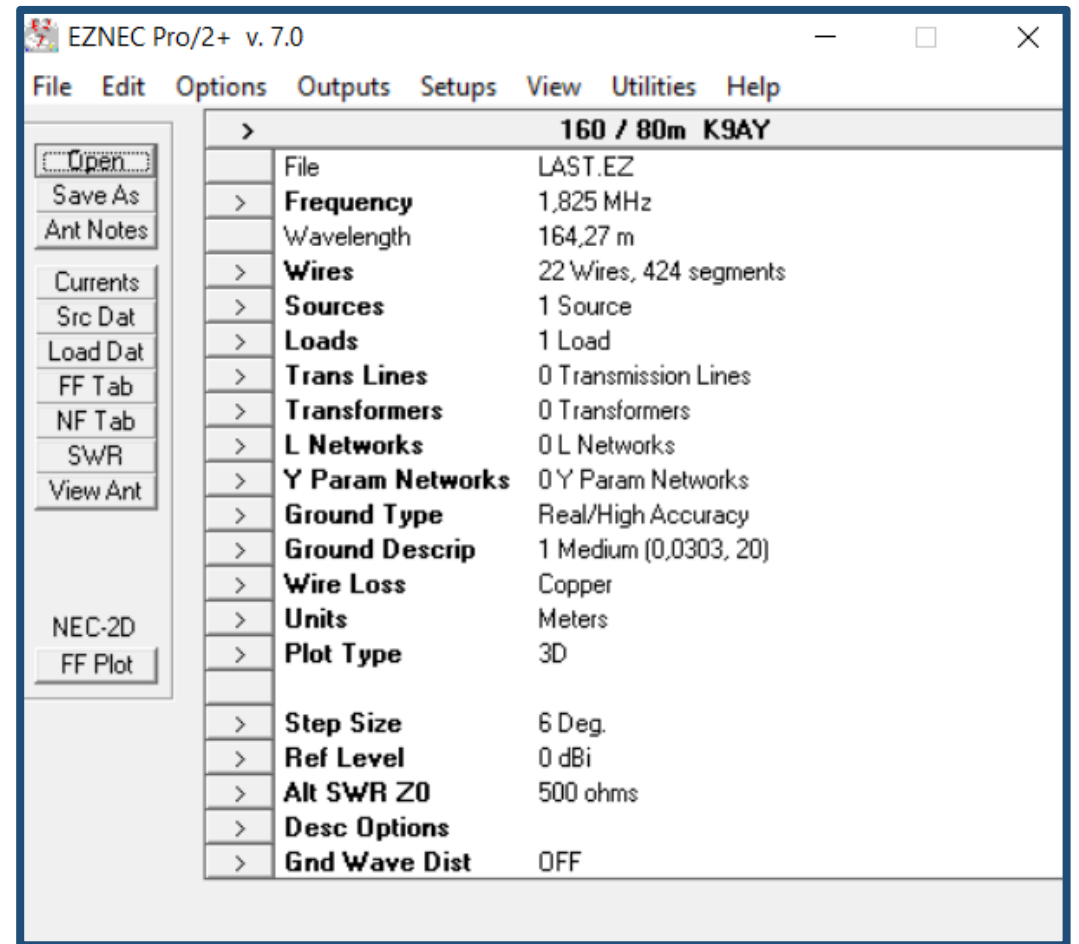 EZNEC Pro/2+ v. 7.0
File Edit Options Outputs Setups View Utilities Help
> 160 / 80m K9AY
Open
Save As
Ant Notes
Currents
Src Dat
Load Dat
FF Tab
NF Tab
SWR
View Ant
NEC-2D
FF Plot
File LAST.EZ
> Frequency 1,825 MHz
Wavelength 164,27 m
> Wires 22 Wires, 424 segments
> Sources 1 Source
> Loads 1 Load
> Trans Lines 0 Transmission Lines
> Transformers 0 Transformers
> L Networks 0 L Networks
> Y Param Networks 0 Y Param Networks
> Ground Type Real/High Accuracy
> Ground Descrip 1 Medium (0,0303, 20)
> Wire Loss Copper
> Units Meters
> Plot Type 3D
> Step Size 6 Deg.
> Ref Level 0 dBi
> Alt SWR Z0 500 ohms
> Desc Options
> Gnd Wave Dist OFF